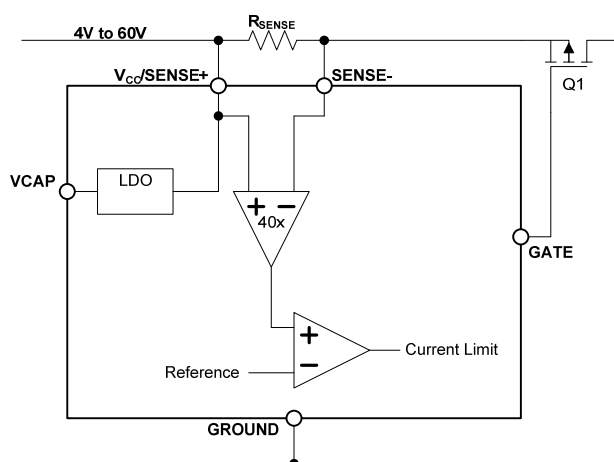 4V to 60V
RSENSE
VCC/SENSE+
SENSE-
Q1
VCAP
LDO
+ −
40x
GATE
+
−
Reference
Current Limit
GROUND